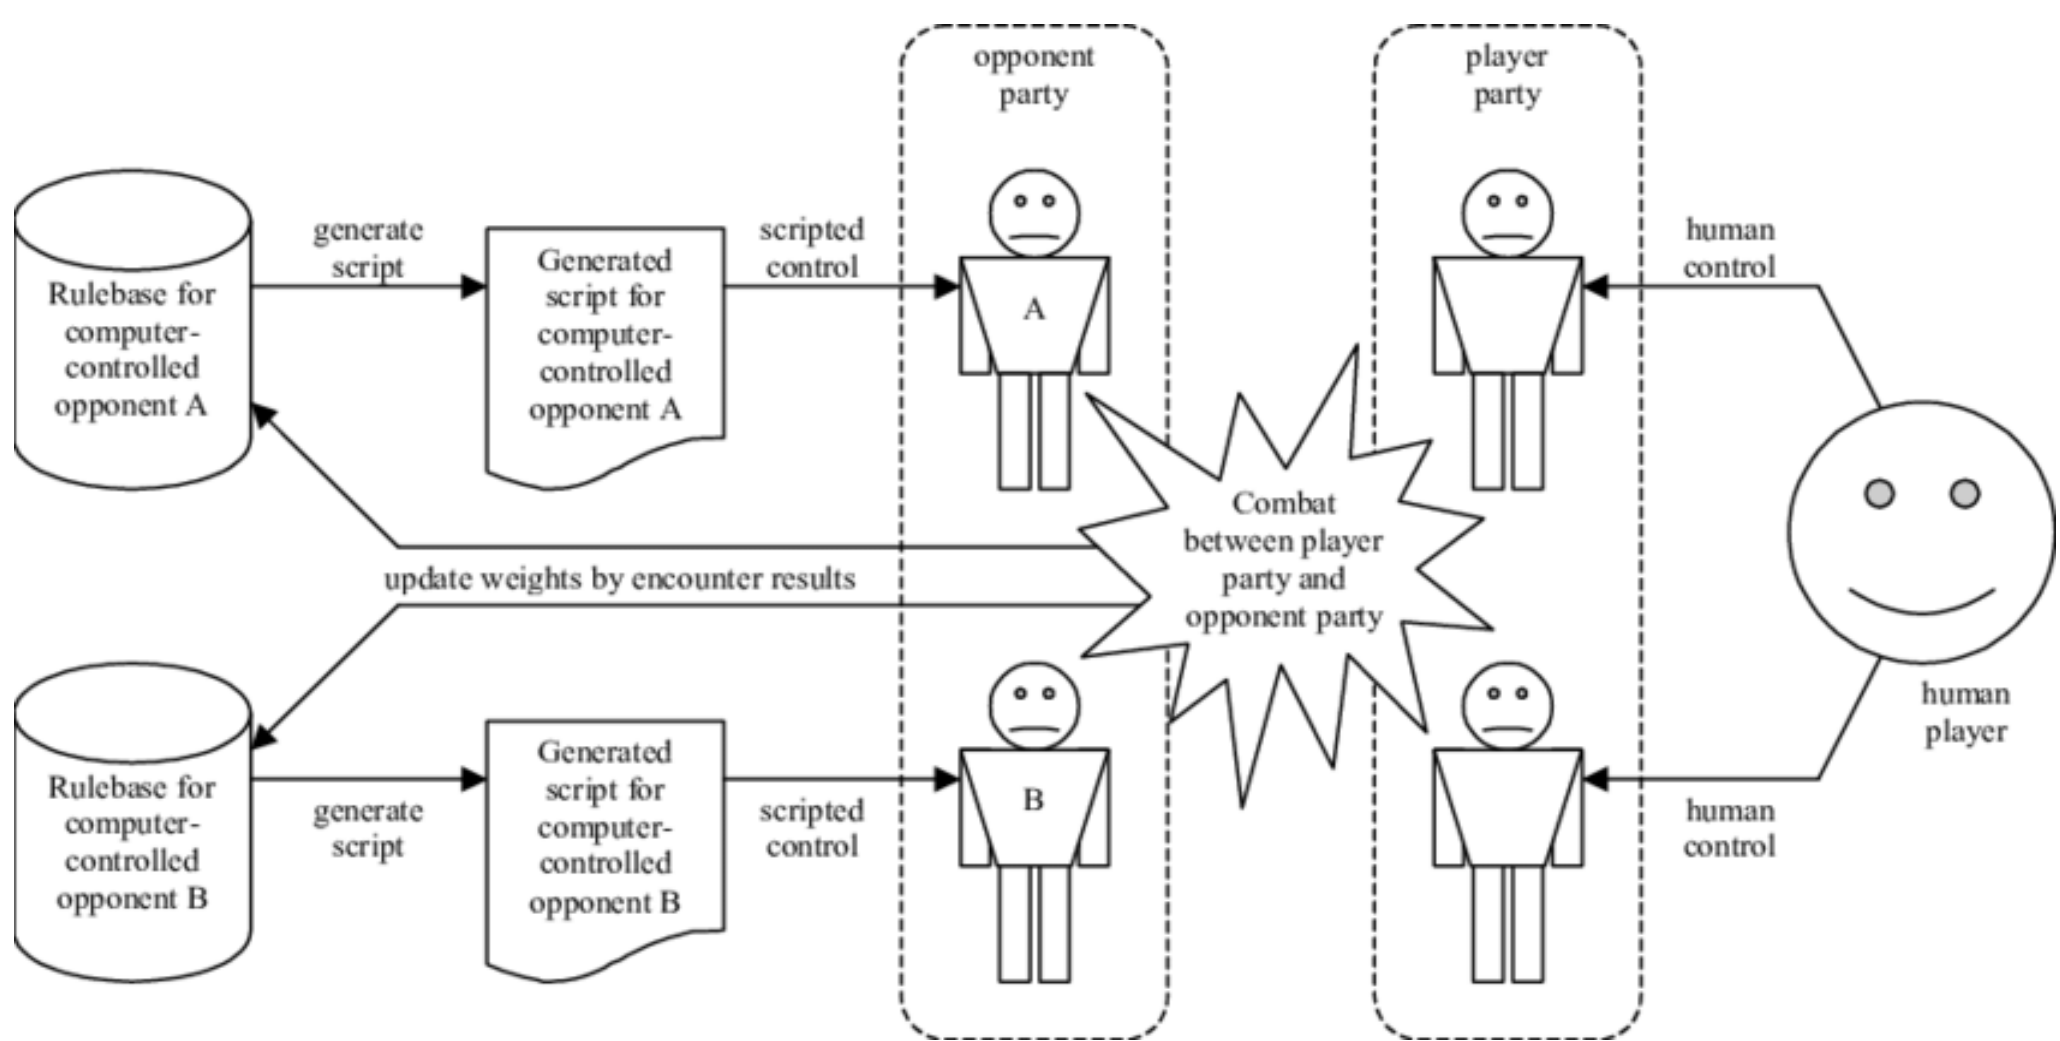 opponent
party
player
party
generate
script
scripted
control
human
control
Rulebase for
computer-
controlled
opponent A
Generated
script for
computer-
controlled
opponent A
A
Combat
between player
party and
opponent party
update weights by encounter results
human
player
Rulebase for
computer-
controlled
opponent B
generate
script
Generated
script for
computer-
controlled
opponent B
scripted
control
B
human
control